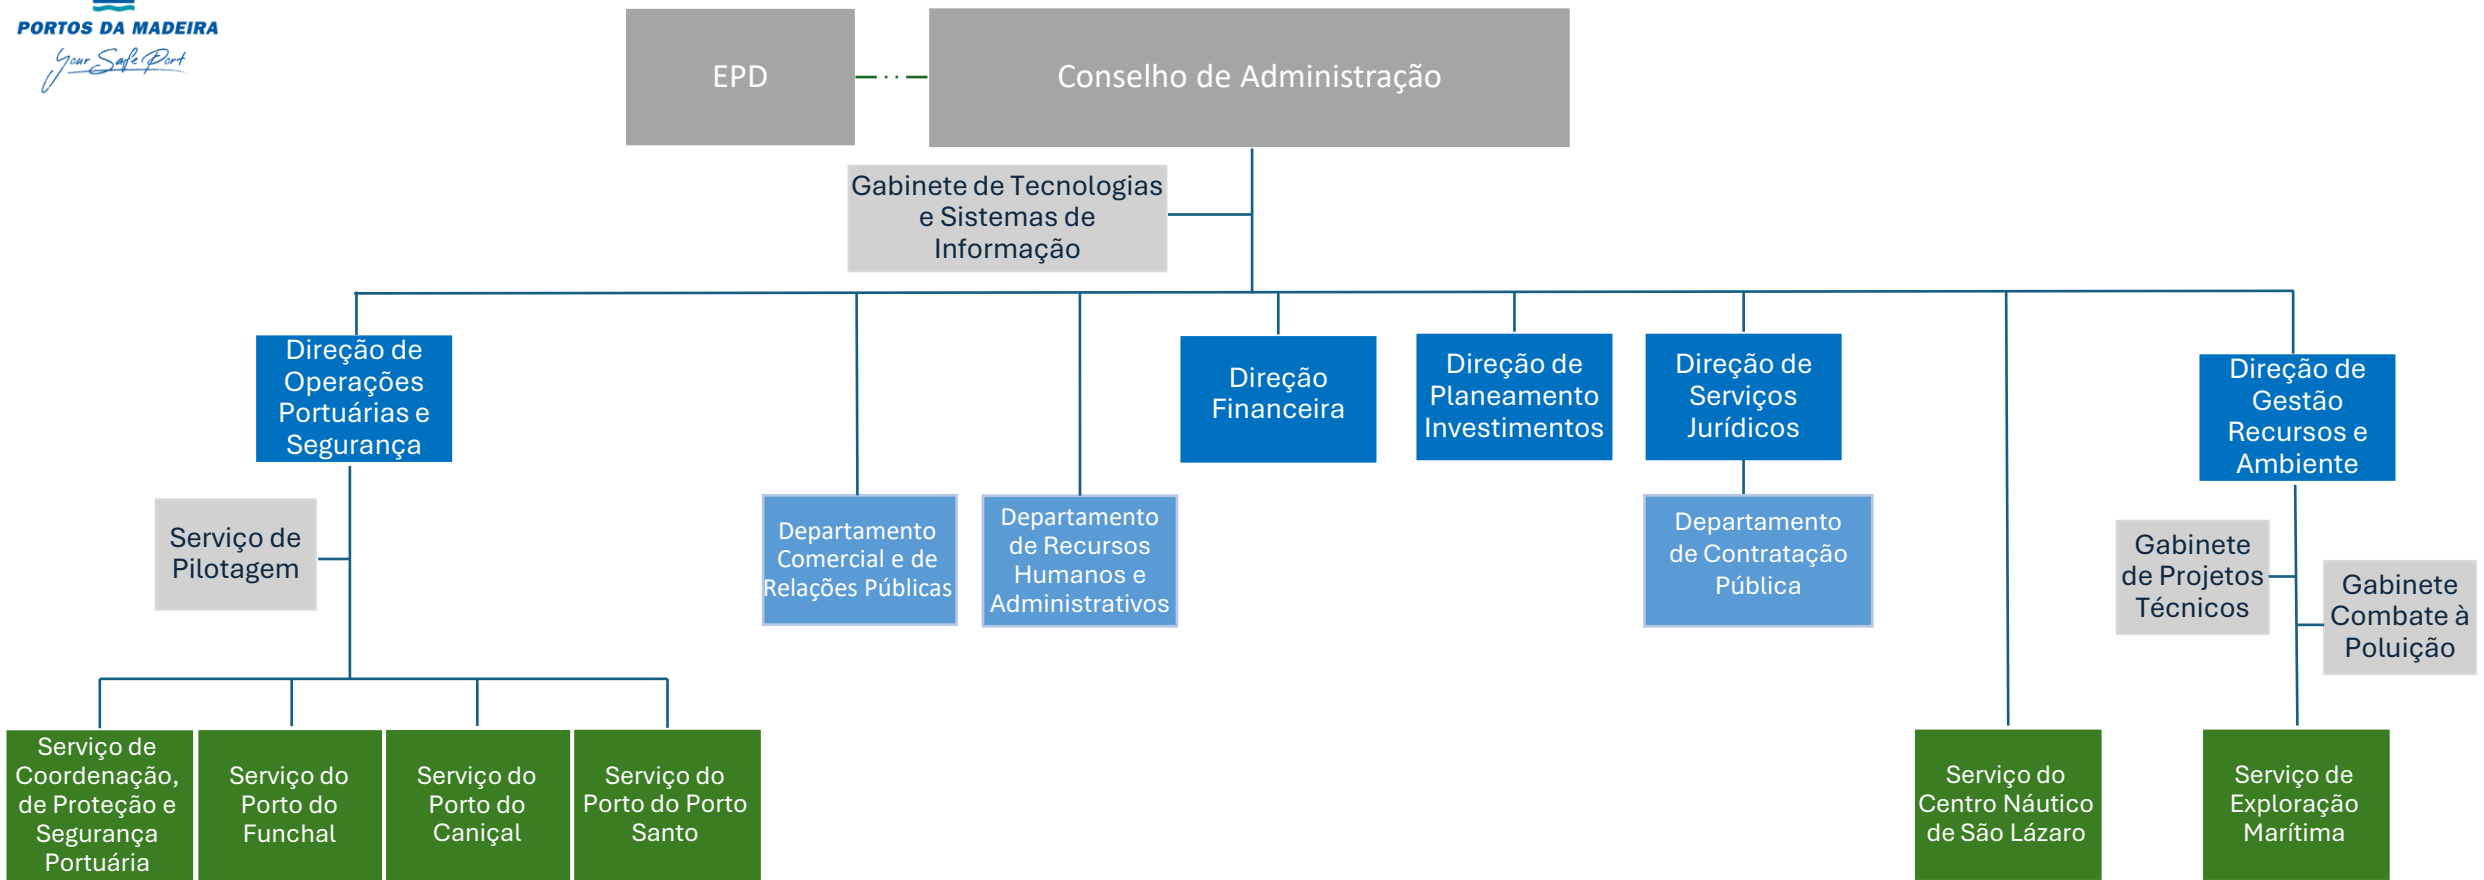 PORTOS DA MADEIRA
Your Safe Port
EPD
Conselho de Administração
Gabinete de Tecnologias
e Sistemas de
Informação
Direção de
Operações
Portuárias e
Segurança
Direção
Financeira
Direção de
Planeamento
Investimentos
Direção de
Serviços
Jurídicos
Direção de
Gestão
Recursos e
Ambiente
Serviço de
Pilotagem
Departamento
Comercial e de
Relações Públicas
Departamento
de Recursos
Humanos e
Administrativos
Departamento
de Contratação
Pública
Gabinete
de Projetos
Técnicos
Gabinete
Combate à
Poluição
Serviço de
Coordenação,
de Proteção e
Segurança
Portuária
Serviço do
Porto do
Funchal
Serviço do
Porto do
Caniçal
Serviço do
Porto do Porto
Santo
Serviço do
Centro Náutico
de São Lázaro
Serviço de
Exploração
Marítima